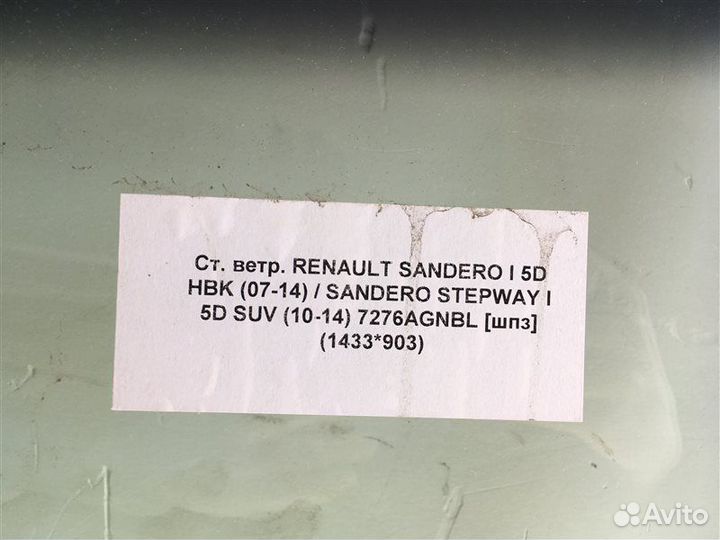 Ст. ветр. RENAULT SANDERO I 5D
HBK (07-14) / SANDERO STEPWAY I
5D SUV (10-14) 7276AGNBL [шпз]
(1433*903)
Avito